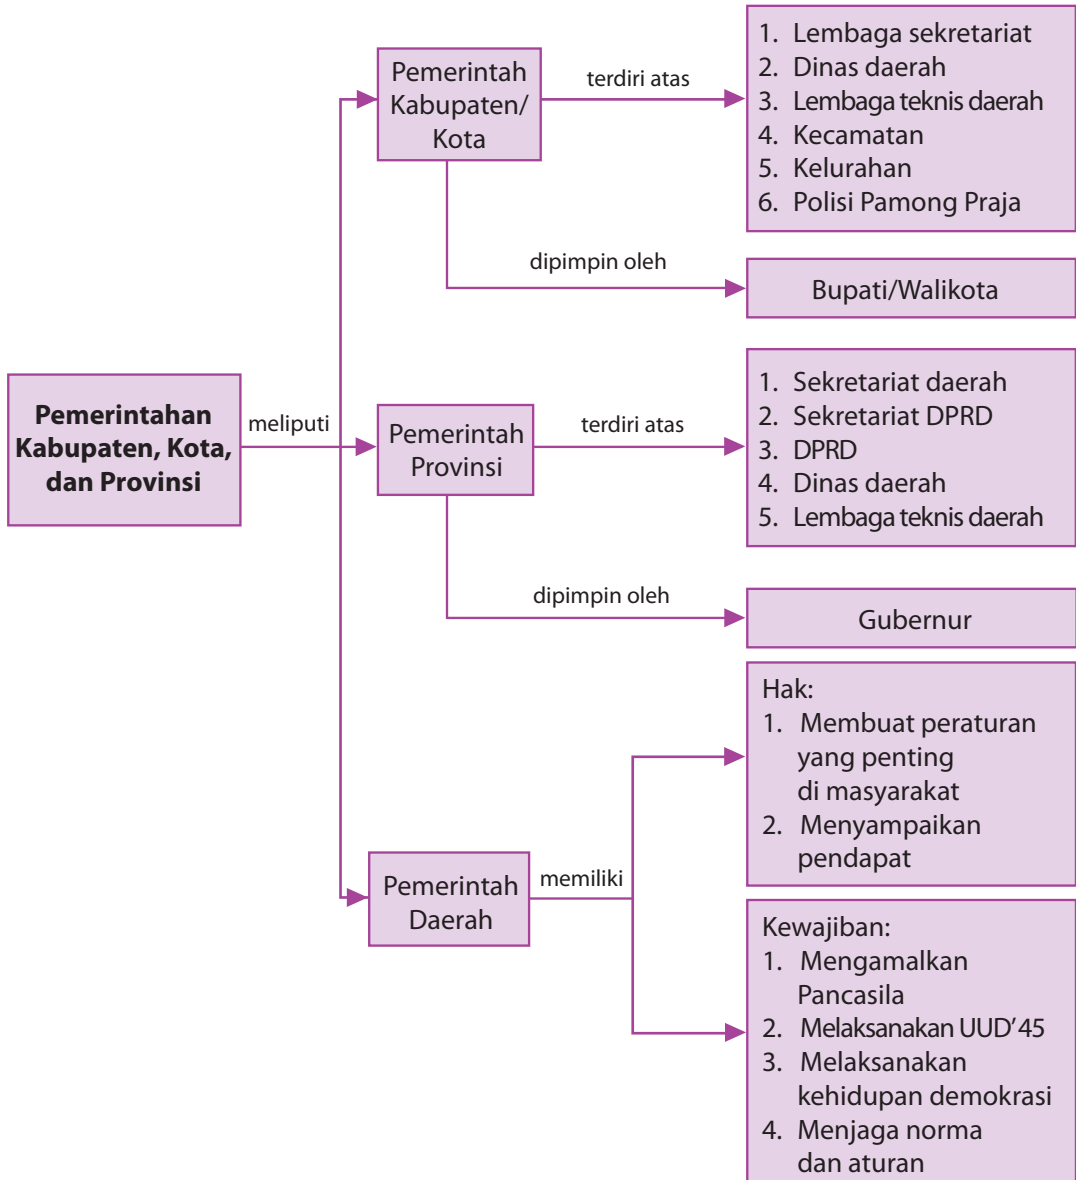 Pemerintahan
Kabupaten, Kota,
dan Provinsi
meliputi
Pemerintah
Kabupaten/
Kota
terdiri atas
1. Lembaga sekretariat
2. Dinas daerah
3. Lembaga teknis daerah
4. Kecamatan
5. Kelurahan
6. Polisi Pamong Praja
dipimpin oleh
Bupati/Walikota
Pemerintah
Provinsi
terdiri atas
1. Sekretariat daerah
2. Sekretariat DPRD
3. DPRD
4. Dinas daerah
5. Lembaga teknis daerah
dipimpin oleh
Gubernur
Pemerintah
Daerah
memiliki
Hak:
1. Membuat peraturan
yang penting
di masyarakat
2. Menyampaikan
pendapat
Kewajiban:
1. Mengamalkan
Pancasila
2. Melaksanakan UUD’45
3. Melaksanakan
kehidupan demokrasi
4. Menjaga norma
dan aturan